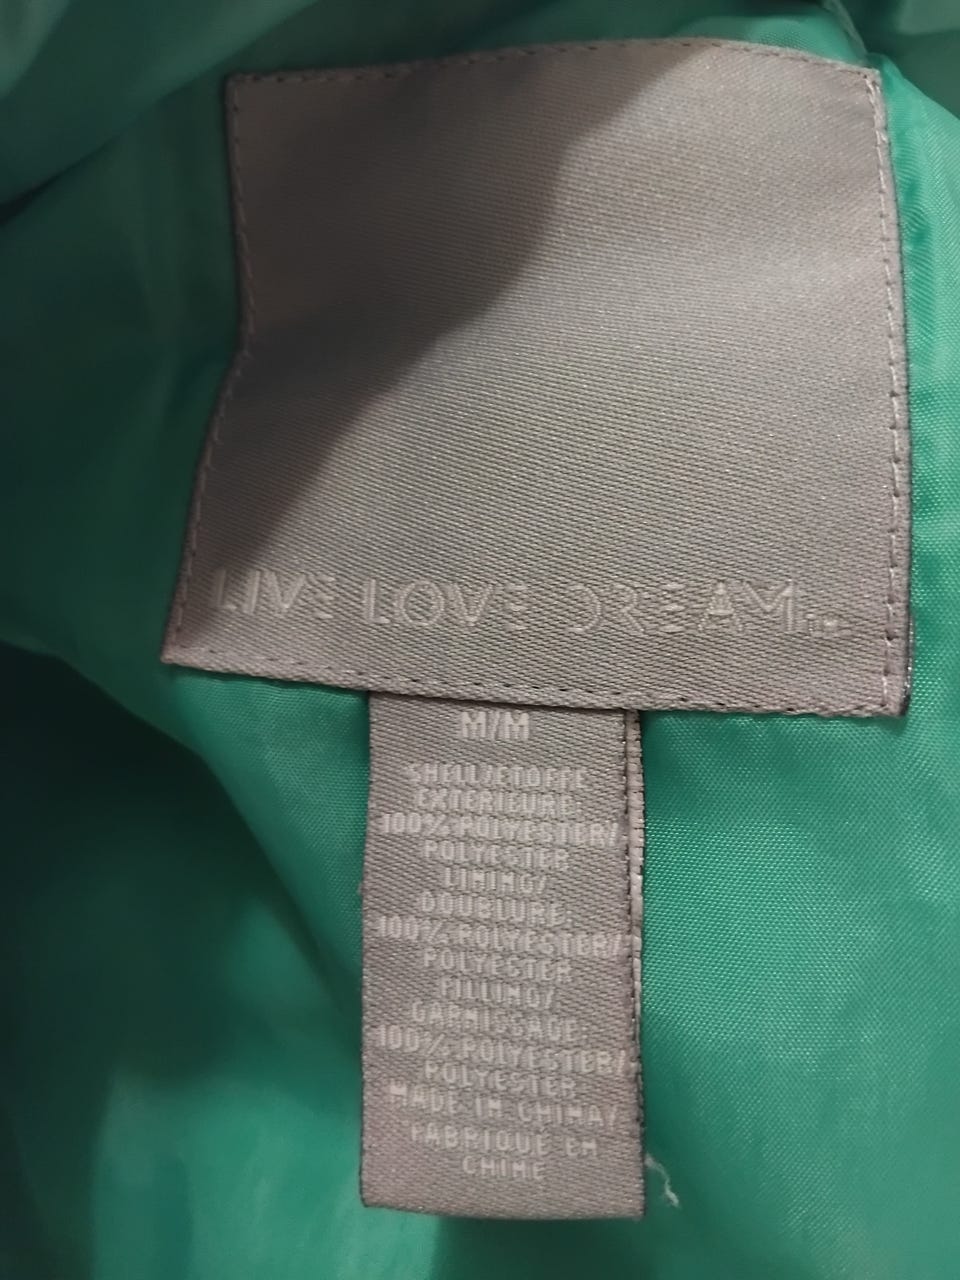 LIVE LOVE DREAM
M/M
SHELL/ETOFFE
EXTERIEURE:
100% POLYESTER/
POLYESTER
LINING/
DOUBLURE:
100% POLYESTER/
POLYESTER
FILLING/
GARNISSAGE:
100% POLYESTER/
POLYESTER
MADE IN CHINA/
FABRIQUE EN
CHINE